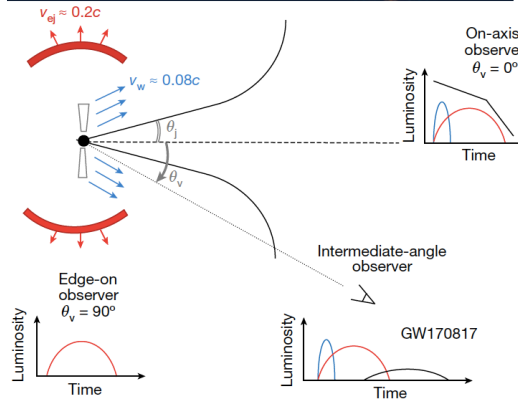 v_ej ≈ 0.2c
v_w ≈ 0.08c
θ_j
θ_v
On-axis
observer
θ_v = 0º
Luminosity
Time
Intermediate-angle
observer
Edge-on
observer
θ_v = 90º
Luminosity
Time
GW170817
Luminosity
Time